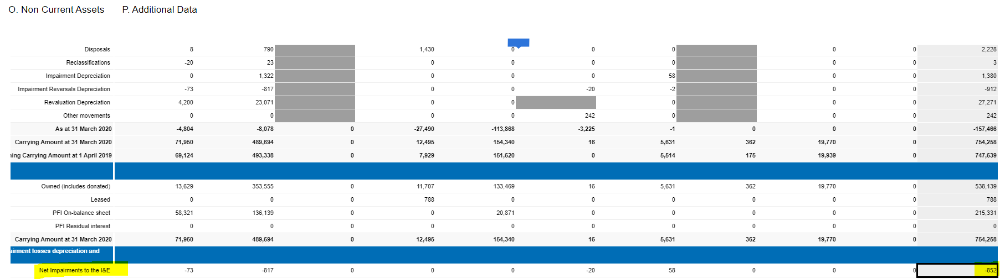 O. Non Current Assets P. Additional Data
Disposals 8 790 1,430 0 0 0 0 0 2,228
Reclassifications -20 23 0 0 0 0 0 0 3
Impairment Depreciation 0 1,322 0 0 0 58 0 0 1,380
Impairment Reversals Depreciation -73 -817 0 0 -20 -2 0 0 -912
Revaluation Depreciation 4,200 23,071 0 0 0 0 0 27,271
Other movements 0 0 0 0 242 0 0 0 242
As at 31 March 2020 -4,804 -8,078 0 -27,490 -113,868 -3,225 -1 0 0 0 -157,466
Carrying Amount at 31 March 2020 71,950 489,694 0 12,495 154,340 16 5,631 362 19,770 0 754,258
ning Carrying Amount at 1 April 2019 69,124 493,338 0 7,929 151,620 0 5,514 175 19,939 0 747,639
Owned (includes donated) 13,629 353,555 0 11,707 133,469 16 5,631 362 19,770 0 538,139
Leased 0 0 0 788 0 0 0 0 0 0 788
PFI On-balance sheet 58,321 136,139 0 0 20,871 0 0 0 0 0 215,331
PFI Residual interest 0 0 0 0 0 0 0 0 0 0 0
Carrying Amount at 31 March 2020 71,950 489,694 0 12,495 154,340 16 5,631 362 19,770 0 754,258
airment losses depreciation and
Net Impairments to the I&E -73 -817 0 0 0 -20 58 0 0 0 -852